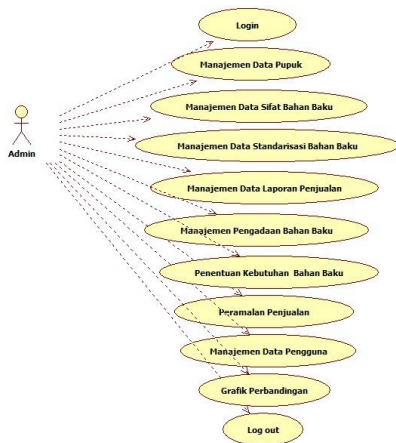 Login
Manajemen Data Pupuk
Manajemen Data Sifat Bahan Baku
Admin
Manajemen Data Standarisasi Bahan Baku
Manajemen Data Laporan Penjualan
Manajemen Pengadaan Bahan Baku
Penentuan Kebutuhan Bahan Baku
Peramalan Penjualan
Manajemen Data Pengguna
Grafik Perbandingan
Log out